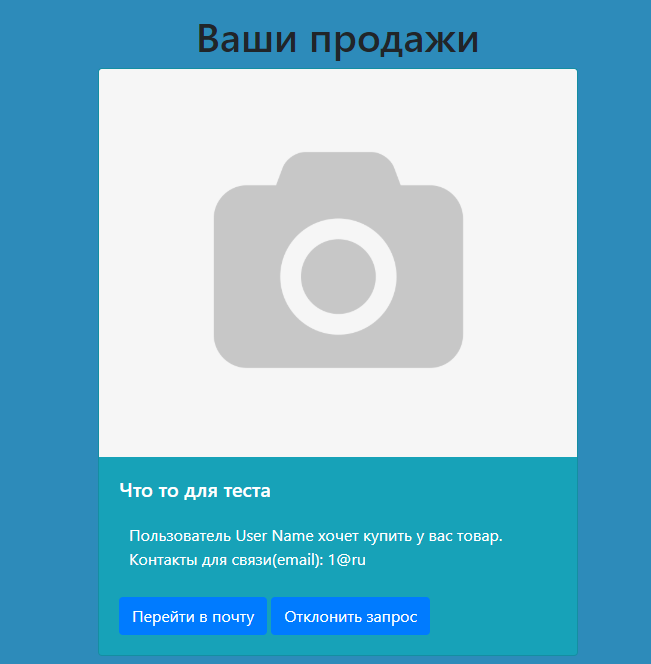 Ваши продажи
Что то для теста
Пользователь User Name хочет купить у вас товар.
Контакты для связи(email): 1@ru
Перейти в почту Отклонить запрос